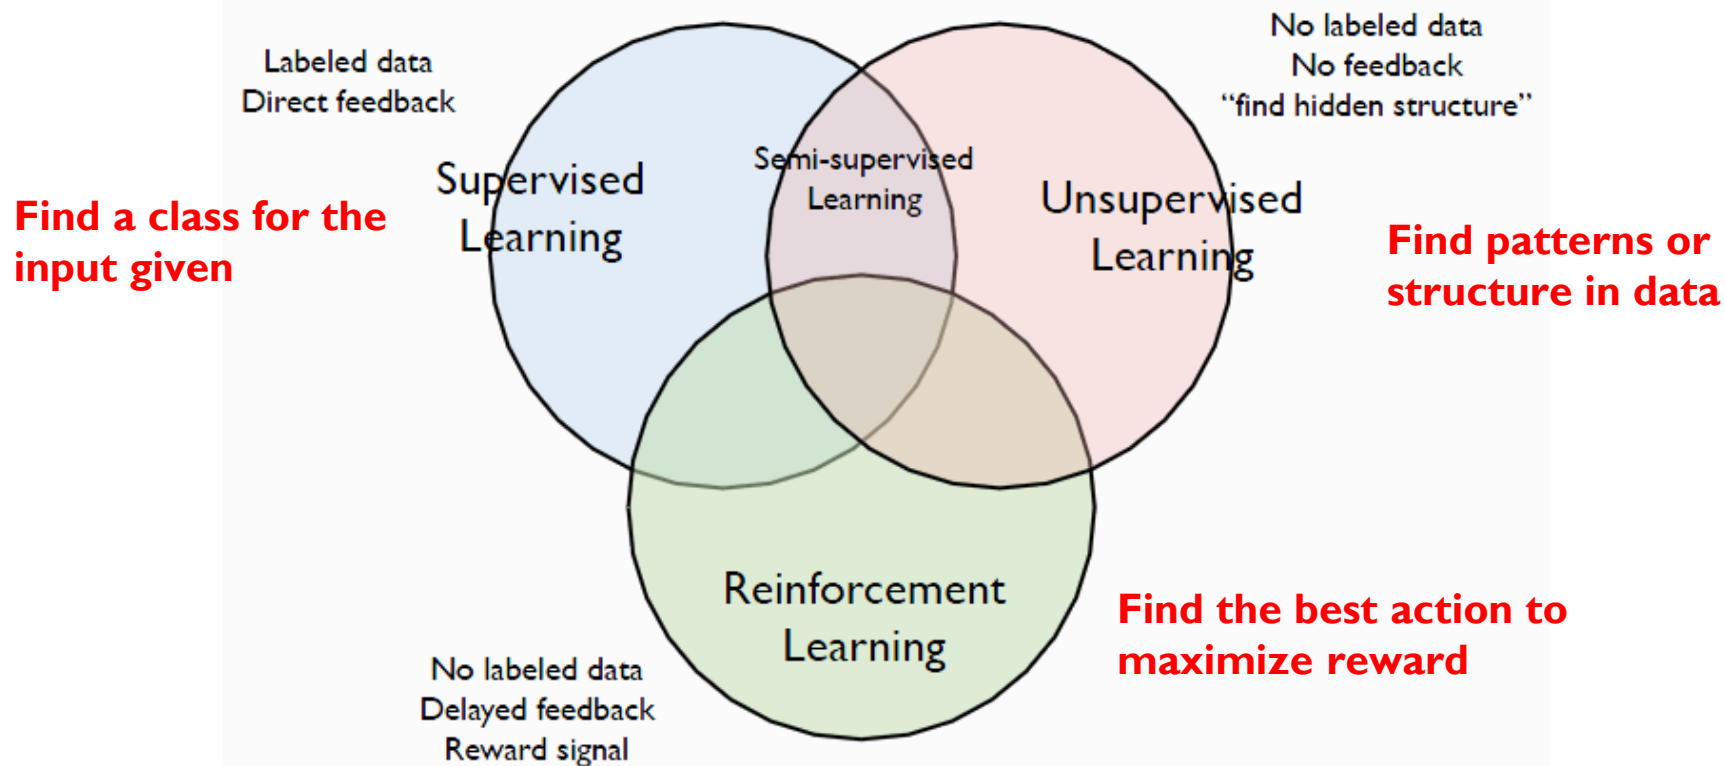 Labeled data
Direct feedback
No labeled data
No feedback
“find hidden structure”
Supervised
Learning
Semi-supervised
Learning
Unsupervised
Learning
Find a class for the
input given
Find patterns or
structure in data
Reinforcement
Learning
Find the best action to
maximize reward
No labeled data
Delayed feedback
Reward signal